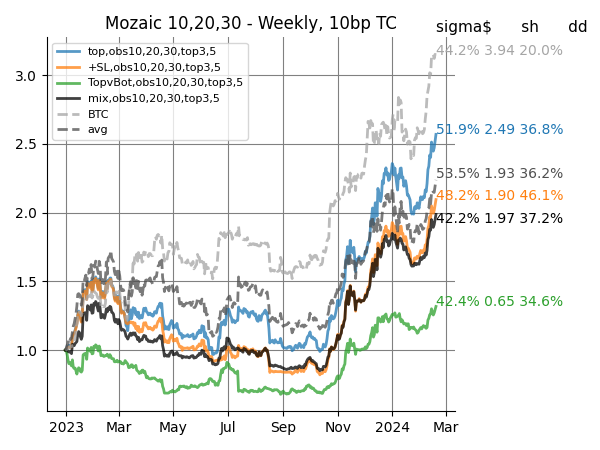 Mozaic 10,20,30 - Weekly, 10bp TC
sigma$ sh dd
top,obs10,20,30,top3,5
+SL,obs10,20,30,top3,5
TopvBot,obs10,20,30,top3,5
mix,obs10,20,30,top3,5
BTC
avg
44.2% 3.94 20.0%
51.9% 2.49 36.8%
53.5% 1.93 36.2%
48.2% 1.90 46.1%
42.2% 1.97 37.2%
42.4% 0.65 34.6%
3.0
2.5
2.0
1.5
1.0
2023 Mar May Jul Sep Nov 2024 Mar